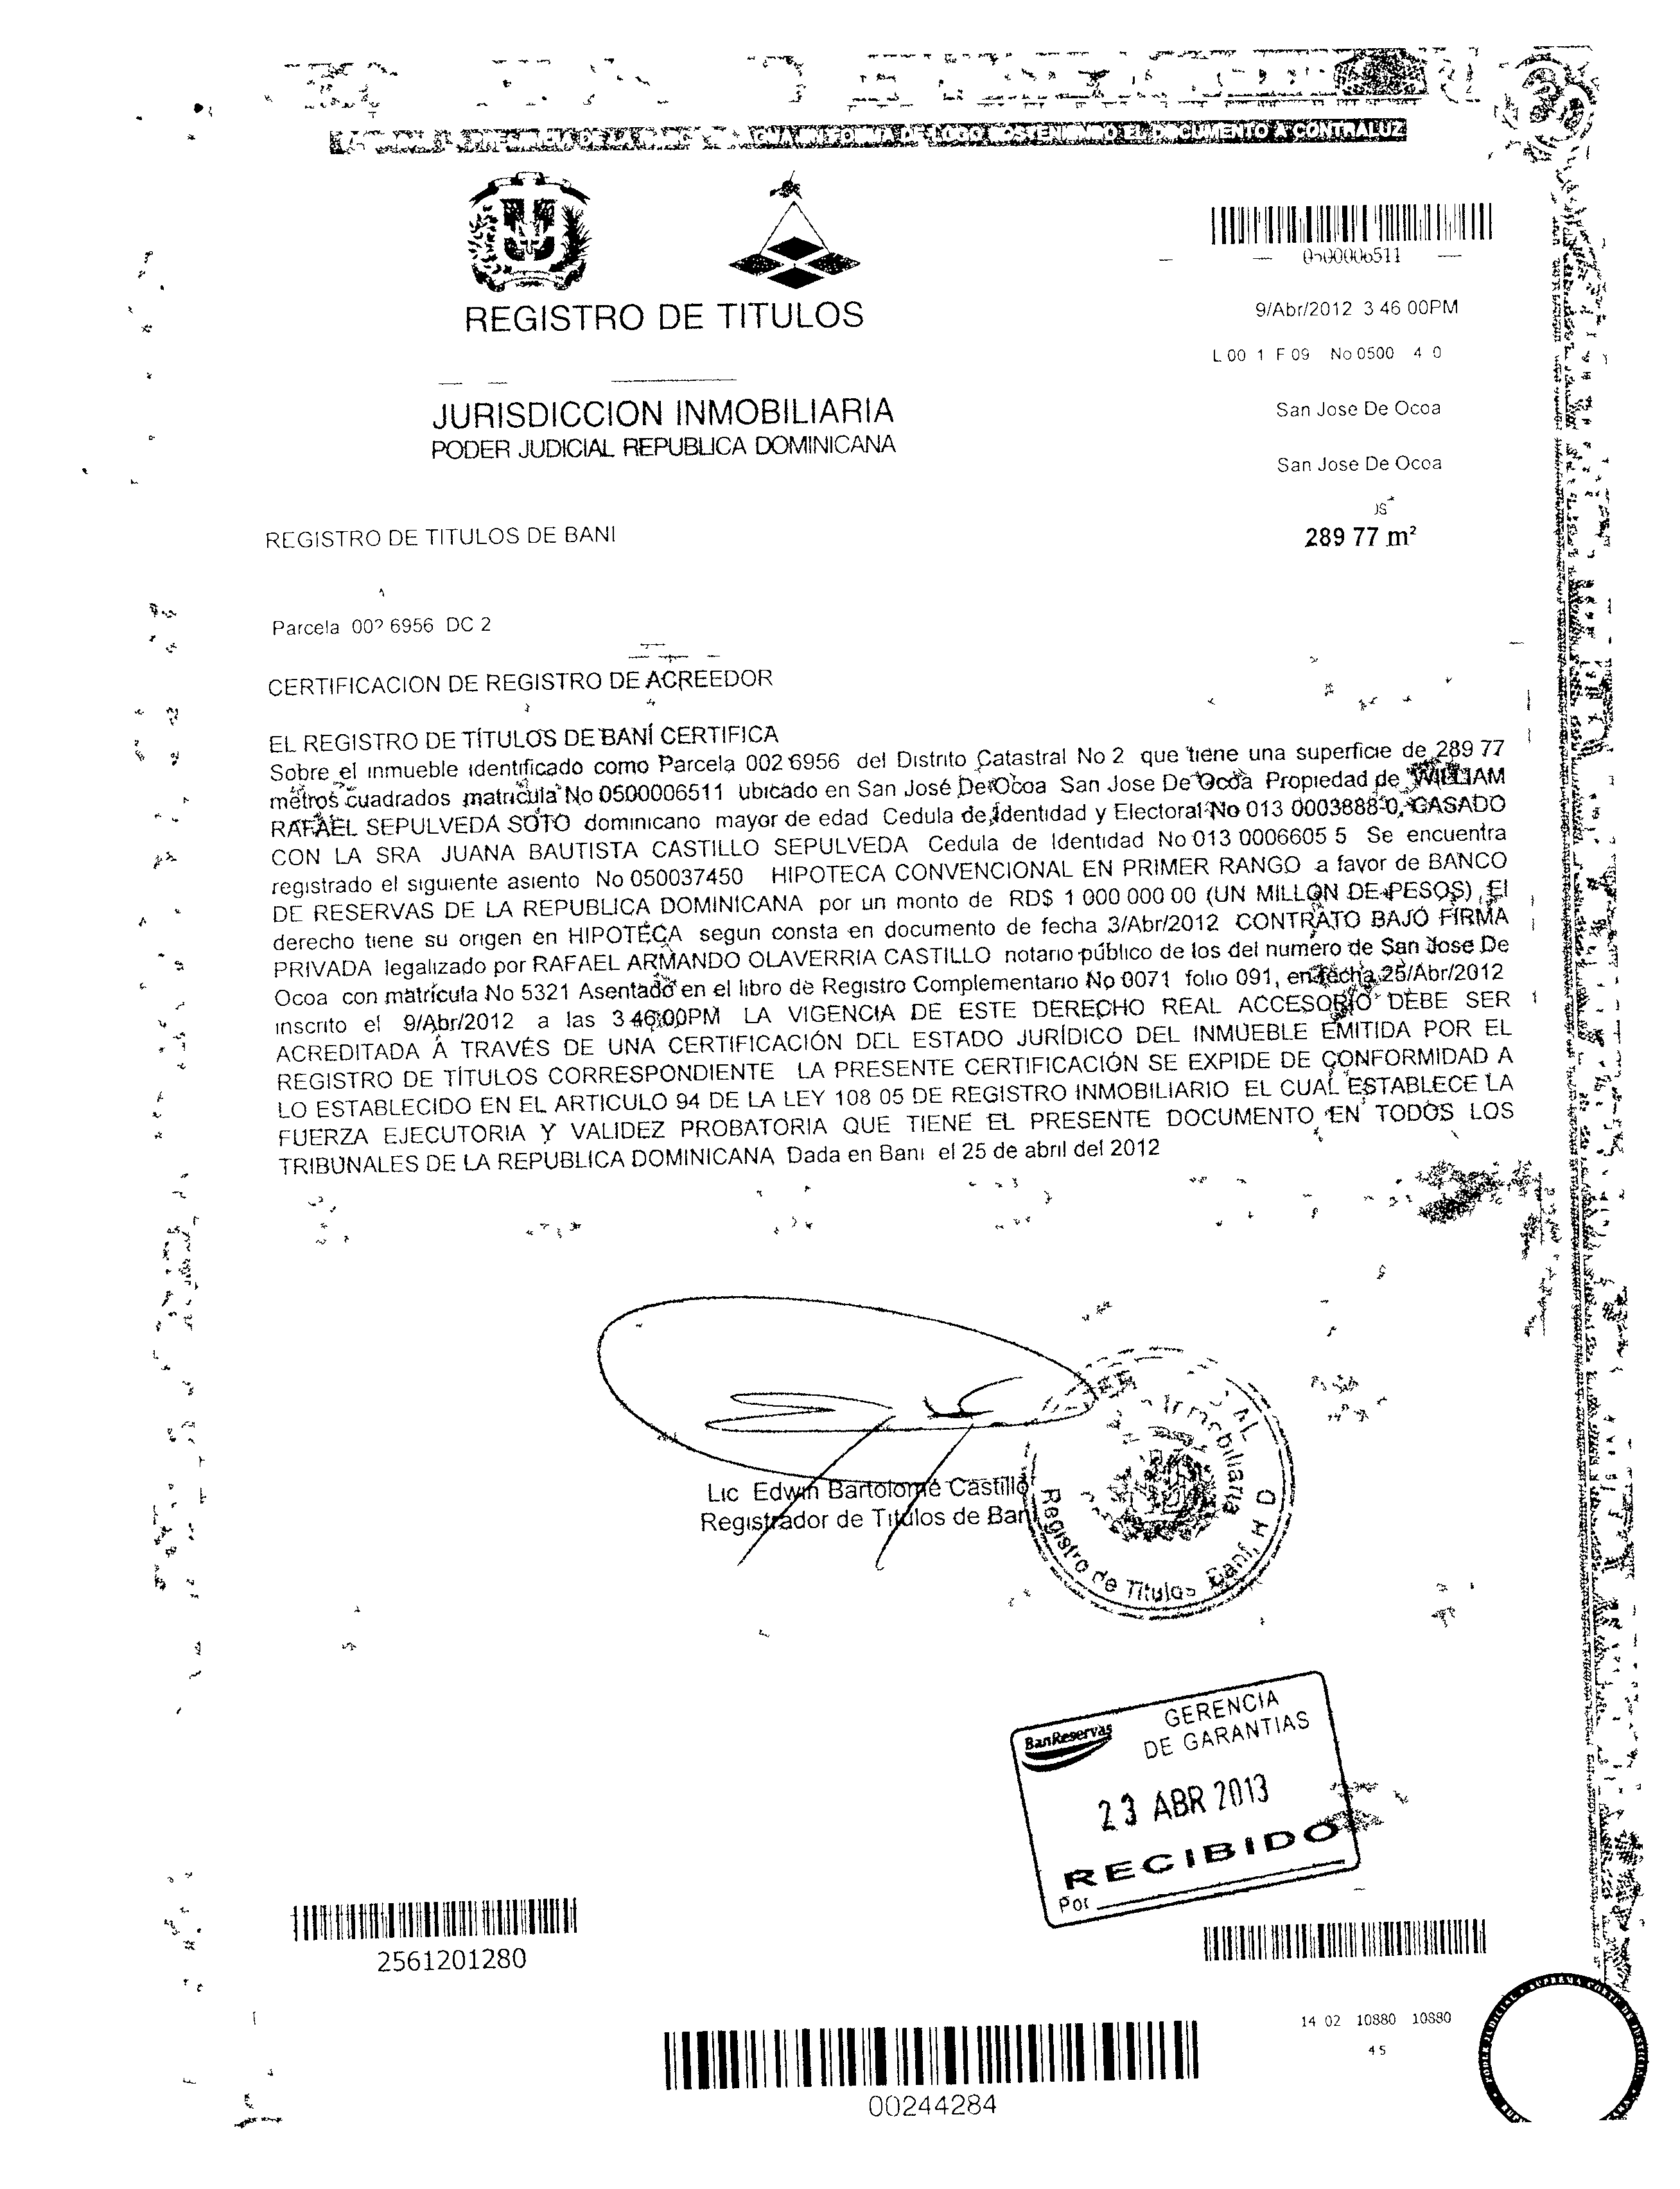 AGUA EN FORMA DE LOGO SOSTENIENDO EL DOCUMENTO A CONTRALUZ
REGISTRO DE TITULOS
JURISDICCION INMOBILIARIA
PODER JUDICIAL REPUBLICA DOMINICANA
0500006511
9/Abr/2012 3 46 00PM
L 00 1 F 09 No 0500 4 0
San Jose De Ocoa
San Jose De Ocoa
289 77 m²
REGISTRO DE TITULOS DE BANI
Parcela 002 6956 DC 2
CERTIFICACION DE REGISTRO DE ACREEDOR
EL REGISTRO DE TÍTULOS DE BANÍ CERTIFICA
Sobre el inmueble identificado como Parcela 002 6956 del Distrito Catastral No 2 que tiene una superficie de 289 77
metros cuadrados matricula No 0500006511 ubicado en San José De Ocoa San Jose De Ocoa Propiedad de WILLIAM
RAFAEL SEPULVEDA SOTO dominicano mayor de edad Cedula de Identidad y Electoral No 013 0003888-0, CASADO
CON LA SRA JUANA BAUTISTA CASTILLO SEPULVEDA Cedula de Identidad No 013 0006605 5 Se encuentra
registrado el siguiente asiento No 050037450 HIPOTECA CONVENCIONAL EN PRIMER RANGO a favor de BANCO
DE RESERVAS DE LA REPUBLICA DOMINICANA por un monto de RD$ 1 000 000 00 (UN MILLON DE PESOS) El
derecho tiene su origen en HIPOTECA segun consta en documento de fecha 3/Abr/2012 CONTRATO BAJO FIRMA
PRIVADA legalizado por RAFAEL ARMANDO OLAVERRIA CASTILLO notario público de los del numero de San Jose De
Ocoa con matrícula No 5321 Asentado en el libro de Registro Complementario No 0071 folio 091, en fecha 25/Abr/2012
inscrito el 9/Abr/2012 a las 3 46:00PM LA VIGENCIA DE ESTE DERECHO REAL ACCESORIO DEBE SER
ACREDITADA A TRAVÉS DE UNA CERTIFICACIÓN DEL ESTADO JURÍDICO DEL INMUEBLE EMITIDA POR EL
REGISTRO DE TÍTULOS CORRESPONDIENTE LA PRESENTE CERTIFICACIÓN SE EXPIDE DE CONFORMIDAD A
LO ESTABLECIDO EN EL ARTICULO 94 DE LA LEY 108 05 DE REGISTRO INMOBILIARIO EL CUAL ESTABLECE LA
FUERZA EJECUTORIA Y VALIDEZ PROBATORIA QUE TIENE EL PRESENTE DOCUMENTO EN TODOS LOS
TRIBUNALES DE LA REPUBLICA DOMINICANA Dada en Bani el 25 de abril del 2012
Lic Edwin Bartolomé Castillo
Registrador de Titulos de Bani
Inmobiliaria
Registro de Titulos Bani,
BanReservas
GERENCIA
DE GARANTIAS
23 ABR 2013
RECIBIDO
Por
2561201280
14 02 10880 10880
4 5
00244284
PODER JUDICIAL • SUPREMA CORTE DE JUSTICIA